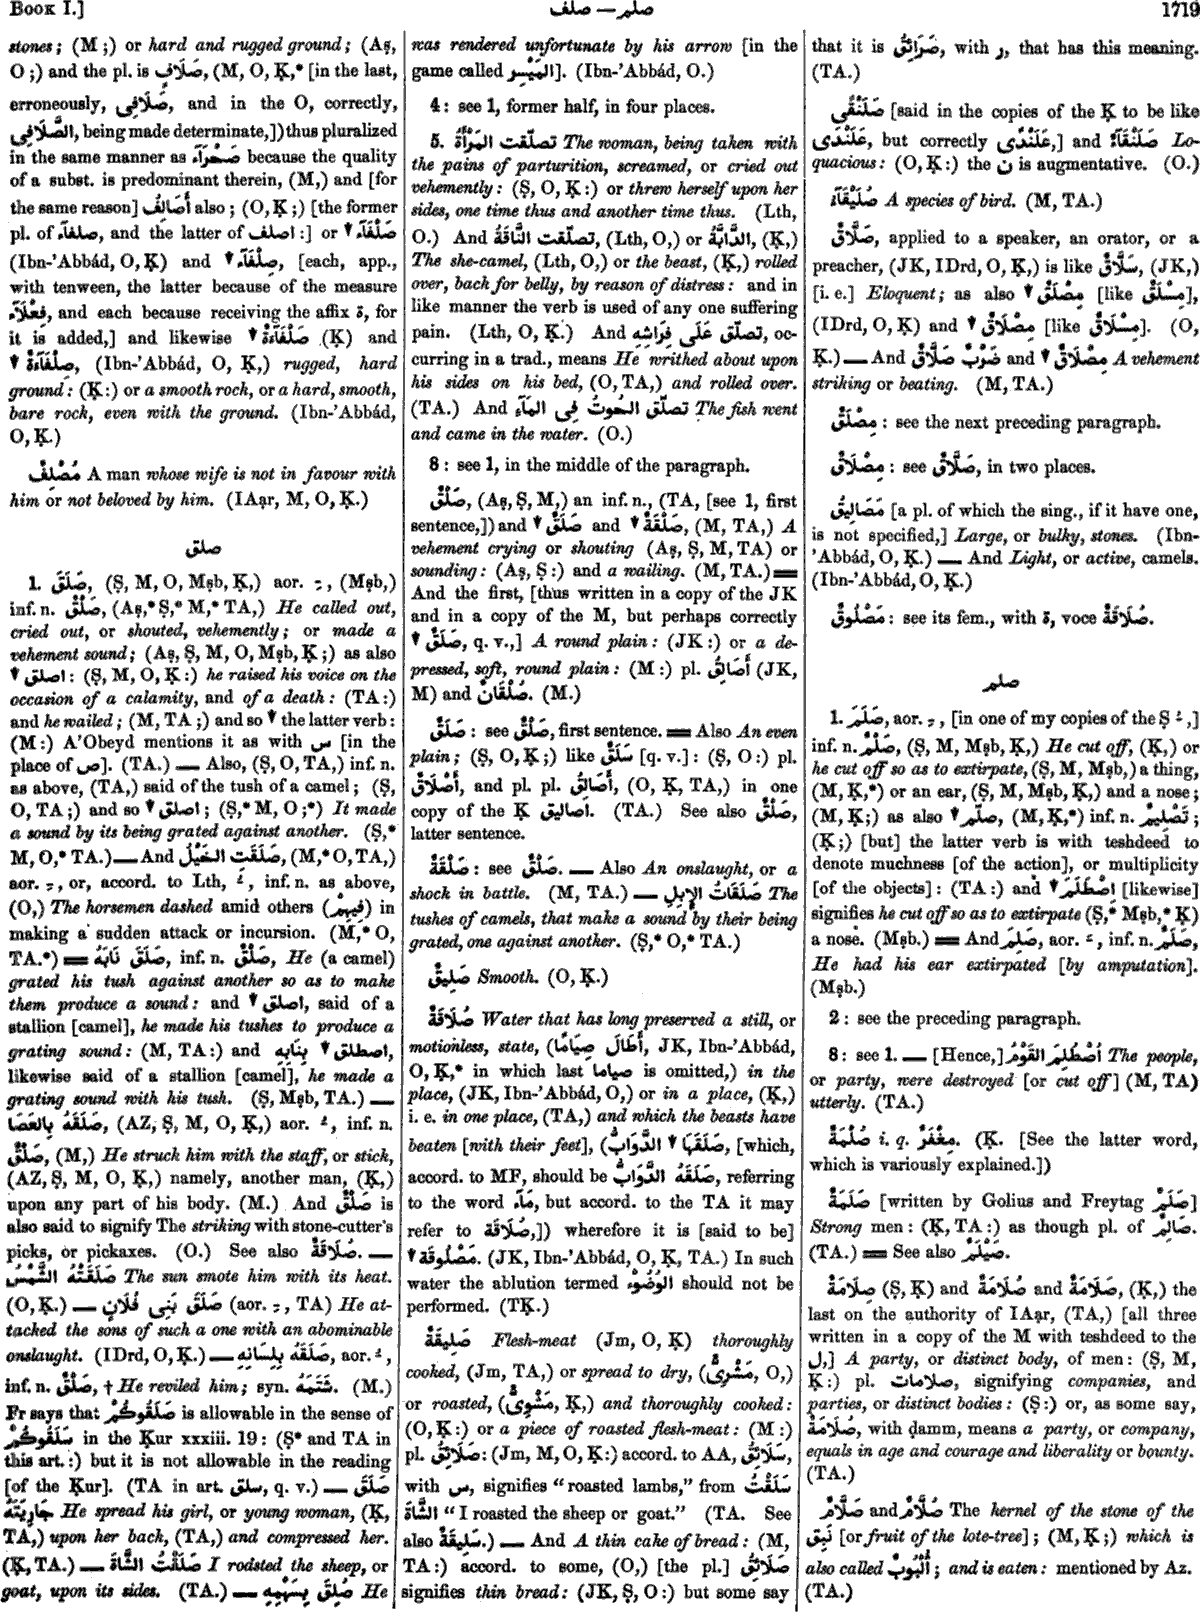 Book I.]
صلف — صلم
1719
stones; (M;) or hard and rugged ground; (Aṣ,
O;) and the pl. is صَلَافٍ, (M, O, Ḳ,* [in the last,
erroneously, صَلَافِى, and in the O, correctly,
الصَّلَافِى, being made determinate,]) thus pluralized
in the same manner as صَحْرَآءُ because the quality
of a subst. is predominant therein, (M,) and [for
the same reason] أَصَالِفُ also; (O, Ḳ;) [the former
pl. of صلفآء, and the latter of اصلف:] or ▼ صَلْفَآءٌ
(Ibn-'Abbád, O, Ḳ) and ▼ صِلْفَآءٌ, [each, app.,
with tenween, the latter because of the measure
فِعْلَآءٌ, and each because receiving the affix ة, for
it is added,] and likewise ▼ صَلْفَآءَةٌ (Ḳ) and
▼ صِلْفَآءَةٌ, (Ibn-'Abbád, O, Ḳ,) rugged, hard
ground: (Ḳ:) or a smooth rock, or a hard, smooth,
bare rock, even with the ground. (Ibn-'Abbád,
O, Ḳ.)
مُصْلِفٌ A man whose wife is not in favour with
him or not beloved by him. (IAạr, M, O, Ḳ.)
صلق
1. صَلَقَ, (Ṣ, M, O, Mṣb, Ḳ,) aor. ـِ, (Mṣb,)
inf. n. صَلْقٌ, (Aṣ,* Ṣ,* M,* TA,) He called out,
cried out, or shouted, vehemently; or made a
vehement sound; (Aṣ, Ṣ, M, O, Mṣb, Ḳ;) as also
▼ اصلق: (Ṣ, M, O, Ḳ:) he raised his voice on the
occasion of a calamity, and of a death: (TA:)
and he wailed; (M, TA;) and so ▼ the latter verb:
(M:) A'Obeyd mentions it as with س [in the
place of ص]. (TA.) — Also, (Ṣ, O, TA,) inf. n.
as above, (TA,) said of the tush of a camel; (Ṣ,
O, TA;) and so ▼ اصلق; (Ṣ,* M, O;*) It made
a sound by its being grated against another. (Ṣ,*
M, O,* TA.) — And صَلَقَتِ الخَيْلُ, (M,* O, TA,)
aor. ـِ, or, accord. to Lth, ـُ, inf. n. as above,
(O,) The horsemen dashed amid others (فِيهِمْ) in
making a sudden attack or incursion. (M,* O,
TA.*) = صَلَقَ نَابَهُ, inf. n. صَلْقٌ, He (a camel)
grated his tush against another so as to make
them produce a sound: and ▼ اصلق, said of a
stallion [camel], he made his tushes to produce a
grating sound: (M, TA:) and ▼ اصطلق بِنَابِهِ,
likewise said of a stallion [camel], he made a
grating sound with his tush. (Ṣ, Mṣb, TA.) —
صَلَقَهُ بِالعَصَا, (AZ, Ṣ, M, O, Ḳ,) aor. ـُ, inf. n.
صَلْقٌ, (M,) He struck him with the staff, or stick,
(AZ, Ṣ, M, O, Ḳ,) namely, another man, (Ḳ,)
upon any part of his body. (M.) And صَلْقٌ is
also said to signify The striking with stone-cutter's
picks, or pickaxes. (O.) See also صُلَاقَةٌ. —
صَلَقَتْهُ الشَّمْسُ The sun smote him with its heat.
(O, Ḳ.) — صَلَقَ بَنِى فُلَانٍ (aor. ـِ, TA) He at-
tacked the sons of such a one with an abominable
onslaught. (IDrd, O, Ḳ.) — صَلَقَهُ بِلِسَانِهِ, aor. ـُ,
inf. n. صَلْقٌ, † He reviled him; syn. شَتَمَهُ. (M.)
Fr says that صَلَقُوكُمْ is allowable in the sense of
سَلَقُوكُمْ in the Ḳur xxxiii. 19: (Ṣ* and TA in
this art.:) but it is not allowable in the reading
[of the Ḳur]. (TA in art. سلق, q. v.) — صَلَقَ
جَارِيَتَهُ He spread his girl, or young woman, (Ḳ,
TA,) upon her back, (TA,) and compressed her.
(Ḳ, TA.) — صَلَقْتُ الشَّاةَ I roasted the sheep, or
goat, upon its sides. (TA.) — صُلِقَ بِسَهْمِهِ He
was rendered unfortunate by his arrow [in the
game called المَيْسِر]. (Ibn-'Abbád, O.)
4: see 1, former half, in four places.
5. تصلّقت المَرْأَةُ The woman, being taken with
the pains of parturition, screamed, or cried out
vehemently: (Ṣ, O, Ḳ:) or threw herself upon her
sides, one time thus and another time thus. (Lth,
O.) And تصلّقت النَّاقَةُ, (Lth, O,) or الدَّابَّةُ, (Ḳ,)
The she-camel, (Lth, O,) or the beast, (Ḳ,) rolled
over, back for belly, by reason of distress: and in
like manner the verb is used of any one suffering
pain. (Lth, O, Ḳ.) And تصلّق عَلَى فِرَاشِهِ, oc-
curring in a trad., means He writhed about upon
his sides on his bed, (O, TA,) and rolled over.
(TA.) And تصلّق الحُوتُ فِى المَآءِ The fish went
and came in the water. (O.)
8: see 1, in the middle of the paragraph.
صَلْقٌ, (Aṣ, Ṣ, M,) an inf. n., (TA, [see 1, first
sentence,]) and ▼ صَلَقٌ and ▼ صَلْقَةٌ, (M, TA,) A
vehement crying or shouting (Aṣ, Ṣ, M, TA) or
sounding: (Aṣ, Ṣ:) and a wailing. (M, TA.) =
And the first, [thus written in a copy of the JK
and in a copy of the M, but perhaps correctly
▼ صَلَقٌ, q. v.,] A round plain: (JK:) or a de-
pressed, soft, round plain: (M:) pl. أَصَالِقُ (JK,
M) and صُلْقَانٌ. (M.)
صَلَقٌ: see صَلْقٌ, first sentence. = Also An even
plain; (Ṣ, O, Ḳ;) like سَلَقٌ [q. v.]: (Ṣ, O:) pl.
أَصْلَاقٌ, and pl. pl. أَصَالِقُ, (O, Ḳ, TA,) in one
copy of the Ḳ أصاليق. (TA.) See also صَلْقٌ,
latter sentence.
صَلْقَةٌ: see صَلْقٌ. — Also An onslaught, or a
shock in battle. (M, TA.) — صَلَقَاتُ الإِبِلِ The
tushes of camels, that make a sound by their being
grated, one against another. (Ṣ,* O,* TA.)
صَلِيقٌ Smooth. (O, Ḳ.)
صُلَاقَةٌ Water that has long preserved a still, or
motionless, state, (أَطَالَ صِيَامًا, JK, Ibn-'Abbád,
O, Ḳ,* in which last صياما is omitted,) in the
place, (JK, Ibn-'Abbád, O,) or in a place, (Ḳ,)
i. e. in one place, (TA,) and which the beasts have
beaten [with their feet], (صَلَقَهَا ▼ الدَّوَابُّ, [which,
accord. to MF, should be صَلَقَهُ الدَّوَابُّ, referring
to the word مَآء, but accord. to the TA it may
refer to صُلَاقَة,]) wherefore it is [said to be]
▼ مَصْلُوقَة. (JK, Ibn-'Abbád, O, Ḳ, TA.) In such
water the ablution termed الوُضُوْء should not be
performed. (TḲ.)
صَلِيقَةٌ Flesh-meat (Jm, O, Ḳ) thoroughly
cooked, (Jm, TA,) or spread to dry, (مَشْرِىّ, O,)
or roasted, (مَشْوِىّ, Ḳ,) and thoroughly cooked:
(O, Ḳ:) or a piece of roasted flesh-meat: (M:)
pl. صَلَائِقُ: (Jm, M, O, Ḳ:) accord. to AA, سَلَائِقُ,
with س, signifies "roasted lambs," from سَلَقْتُ
الشَّاةَ "I roasted the sheep or goat." (TA. See
also سَلِيقَةٌ.) — And A thin cake of bread: (M,
TA:) accord. to some, (O,) [the pl.] صَلَائِقُ
signifies thin bread: (JK, Ṣ, O:) but some say
that it is صَرَائِقُ, with ر, that has this meaning.
(TA.)
صَلَنْقًى [said in the copies of the Ḳ to be like
عَلَنْدَى, but correctly عَلَنْدًى,] and صَلَنْقَآءٌ Lo-
quacious: (O, Ḳ:) the ن is augmentative. (O.)
صُلَيْقَآءُ A species of bird. (M, TA.)
صَلَّاقٌ, applied to a speaker, an orator, or a
preacher, (JK, IDrd, O, Ḳ,) is like سَلَّاقٌ, (JK,)
[i. e.] Eloquent; as also ▼ مِصْلَقٌ [like مِسْلَقٌ],
(IDrd, O, Ḳ) and ▼ مِصْلَاقٌ [like مِسْلَاقٌ]. (O,
Ḳ.) — And ضَرْبٌ صَلَّاقٌ and ▼ مِصْلَاقٌ A vehement
striking or beating. (M, TA.)
مِصْلَقٌ: see the next preceding paragraph.
مِصْلَاقٌ: see صَلَّاقٌ, in two places.
مَصَالِيقُ [a pl. of which the sing., if it have one,
is not specified,] Large, or bulky, stones. (Ibn-
'Abbád, O, Ḳ.) — And Light, or active, camels.
(Ibn-'Abbád, O, Ḳ.)
مَصْلُوقٌ: see its fem., with ة, voce صُلَاقَةٌ.
صلم
1. صَلَمَ, aor. ـِ, [in one of my copies of the Ṣ ـُ,]
inf. n. صَلْمٌ, (Ṣ, M, Mṣb, Ḳ,) He cut off, (Ḳ,) or
he cut off so as to extirpate, (Ṣ, M, Mṣb,) a thing,
(M, Ḳ,*) or an ear, (Ṣ, M, Mṣb, Ḳ,) and a nose;
(M, Ḳ;) as also ▼ صلّم, (M, Ḳ,*) inf. n. تَصْلِيمٌ;
(Ḳ;) [but] the latter verb is with teshdeed to
denote muchness [of the action], or multiplicity
[of the objects]: (TA:) and ▼ اِصْطَلَمَ [likewise]
signifies he cut off so as to extirpate (Ṣ,* Mṣb,* Ḳ)
a nose. (Mṣb.) = And صَلِمَ, aor. ـَ, inf. n. صَلَمٌ,
He had his ear extirpated [by amputation].
(Mṣb.)
2: see the preceding paragraph.
8: see 1. — [Hence,] اُصْطُلِمَ القَوْمُ The people,
or party, were destroyed [or cut off] (M, TA)
utterly. (TA.)
صُلْمَةٌ i. q. مِغْفَرٌ. (Ḳ. [See the latter word,
which is variously explained.])
صَلَمَةٌ [written by Golius and Freytag صَلَمٌ]
Strong men: (Ḳ, TA:) as though pl. of صَالِمٌ.
(TA.) = See also صَيْلَمٌ.
صِلَامَةٌ (Ṣ, Ḳ) and صُلَامَةٌ and صَلَامَةٌ, (Ḳ,) the
last on the authority of IAạr, (TA,) [all three
written in a copy of the M with teshdeed to the
ل,] A party, or distinct body, of men: (Ṣ, M,
Ḳ:) pl. صلامات, signifying companies, and
parties, or distinct bodies: (Ṣ:) or, as some say,
صُلَامَةٌ, with ḍamm, means a party, or company,
equals in age and courage and liberality or bounty.
(TA.)
صَلَّامٌ and صُلَّامٌ The kernel of the stone of the
نَبِق [or fruit of the lote-tree]; (M, Ḳ;) which is
also called أُلْبُوبٌ; and is eaten: mentioned by Az.
(TA.)